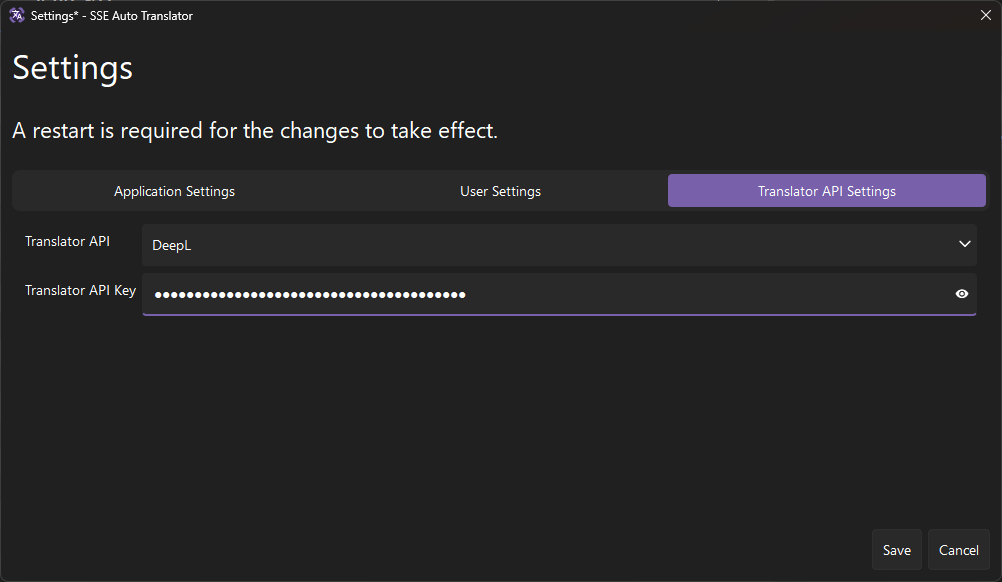 Settings* - SSE Auto Translator
Settings
A restart is required for the changes to take effect.
Application Settings
User Settings
Translator API Settings
Translator API
DeepL
Translator API Key
●●●●●●●●●●●●●●●●●●●●●●●●●●●●●●●●●●●●●●●
Save
Cancel